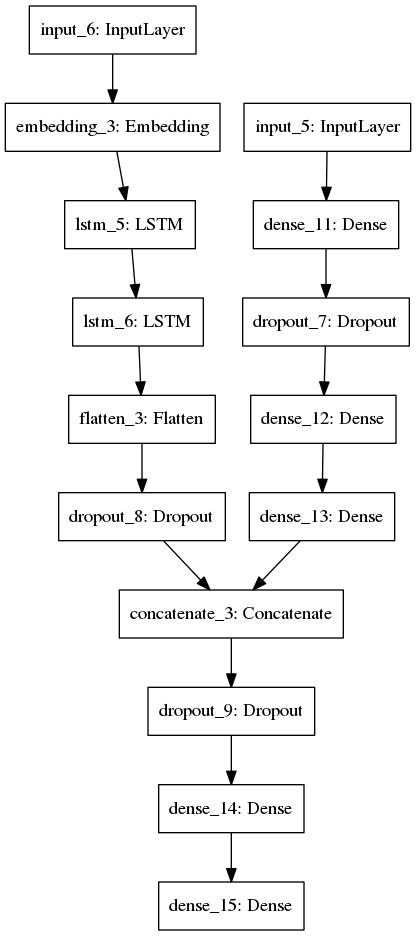 input_6: InputLayer
embedding_3: Embedding
input_5: InputLayer
lstm_5: LSTM
dense_11: Dense
lstm_6: LSTM
dropout_7: Dropout
flatten_3: Flatten
dense_12: Dense
dropout_8: Dropout
dense_13: Dense
concatenate_3: Concatenate
dropout_9: Dropout
dense_14: Dense
dense_15: Dense